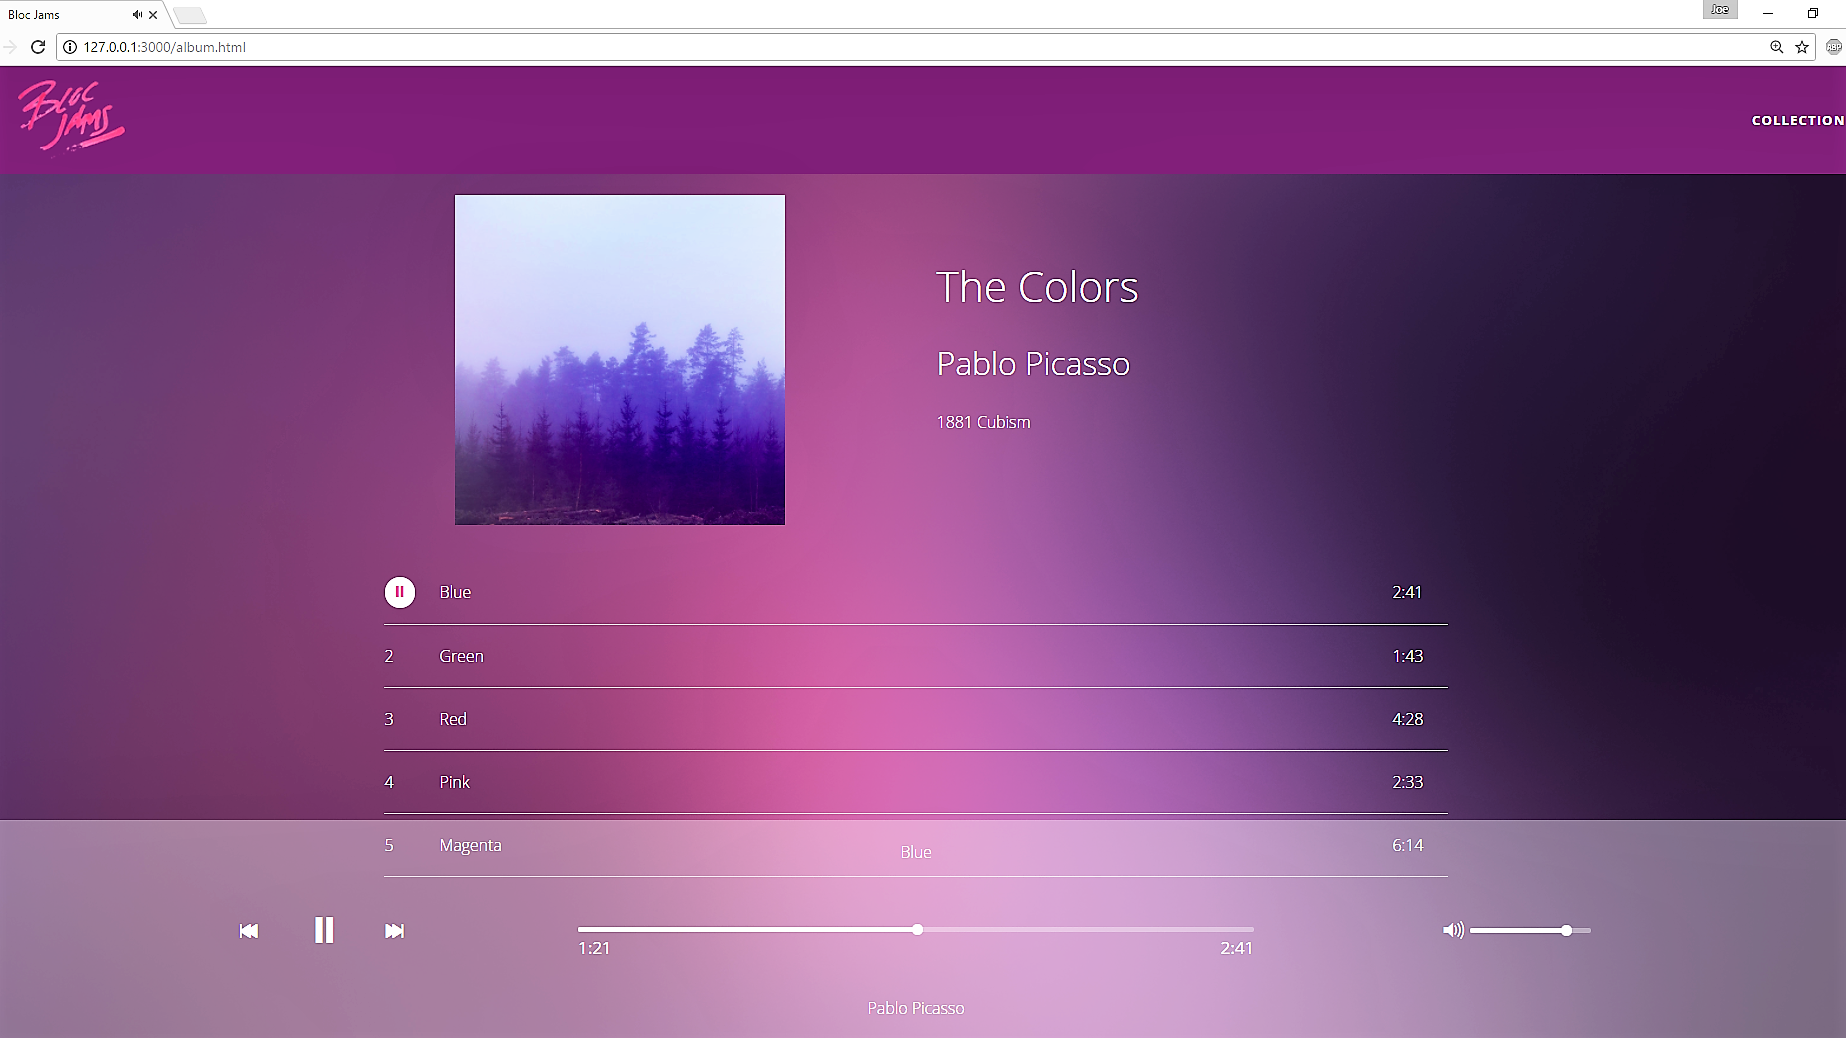 Bloc Jams
Joe
127.0.0.1:3000/album.html
ABP
BLOC
JAMS
COLLECTION
The Colors
Pablo Picasso
1881 Cubism
Blue 2:41
2 Green 1:43
3 Red 4:28
4 Pink 2:33
5 Magenta 6:14
Blue
1:21 2:41
Pablo Picasso